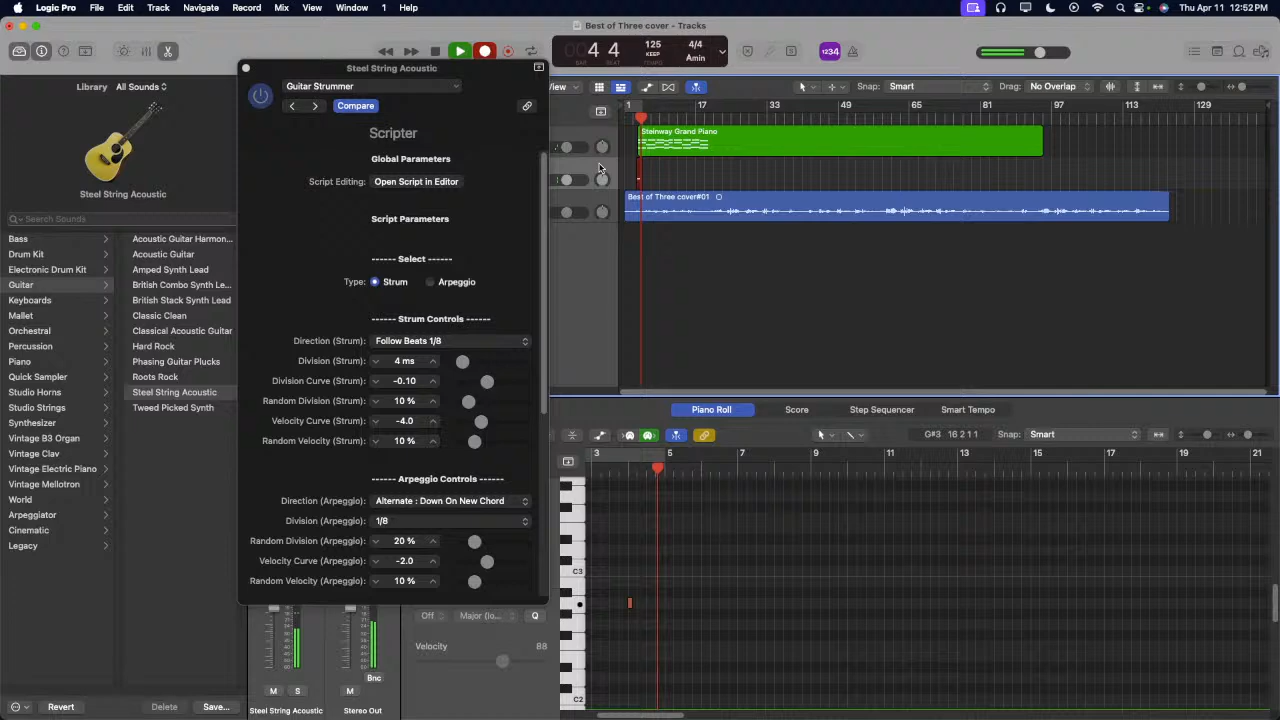 Logic Pro File Edit Track Navigate Record Mix View Window 1 Help Thu Apr 11 12:52 PM
Best of Three cover - Tracks
4 4 125 4/4
KEEP Amin
BAR BEAT TEMPO
1234
Library All Sounds
Steel String Acoustic
Search Sounds
Bass
Drum Kit
Electronic Drum Kit
Guitar
Keyboards
Mallet
Orchestral
Percussion
Piano
Quick Sampler
Studio Horns
Studio Strings
Synthesizer
Vintage B3 Organ
Vintage Clav
Vintage Electric Piano
Vintage Mellotron
World
Arpeggiator
Cinematic
Legacy
Acoustic Guitar Harmon...
Acoustic Guitar
Amped Synth Lead
British Combo Synth Le...
British Stack Synth Lead
Classic Clean
Classical Acoustic Guitar
Hard Rock
Phasing Guitar Plucks
Roots Rock
Steel String Acoustic
Tweed Picked Synth
Revert Delete Save...
Steel String Acoustic
Guitar Strummer
Compare
Scripter
Global Parameters
Script Editing: Open Script in Editor
Script Parameters
------ Select ------
Type: Strum Arpeggio
------ Strum Controls ------
Direction (Strum): Follow Beats 1/8
Division (Strum): 4 ms
Division Curve (Strum): -0.10
Random Division (Strum): 10 %
Velocity Curve (Strum): -4.0
Random Velocity (Strum): 10 %
------ Arpeggio Controls ------
Direction (Arpeggio): Alternate : Down On New Chord
Division (Arpeggio): 1/8
Random Division (Arpeggio): 20 %
Velocity Curve (Arpeggio): -2.0
Random Velocity (Arpeggio): 10 %
View Snap: Smart Drag: No Overlap
1 17 33 49 65 81 97 113 129
Steinway Grand Piano
Best of Three cover#01
Piano Roll Score Step Sequencer Smart Tempo
G#3 16 2 1 1 Snap: Smart
3 5 7 9 11 13 15 17 19 21
C3
C2
Off Major (lo... Q
Velocity 88
Bnc
M S M
Steel String Acoustic Stereo Out